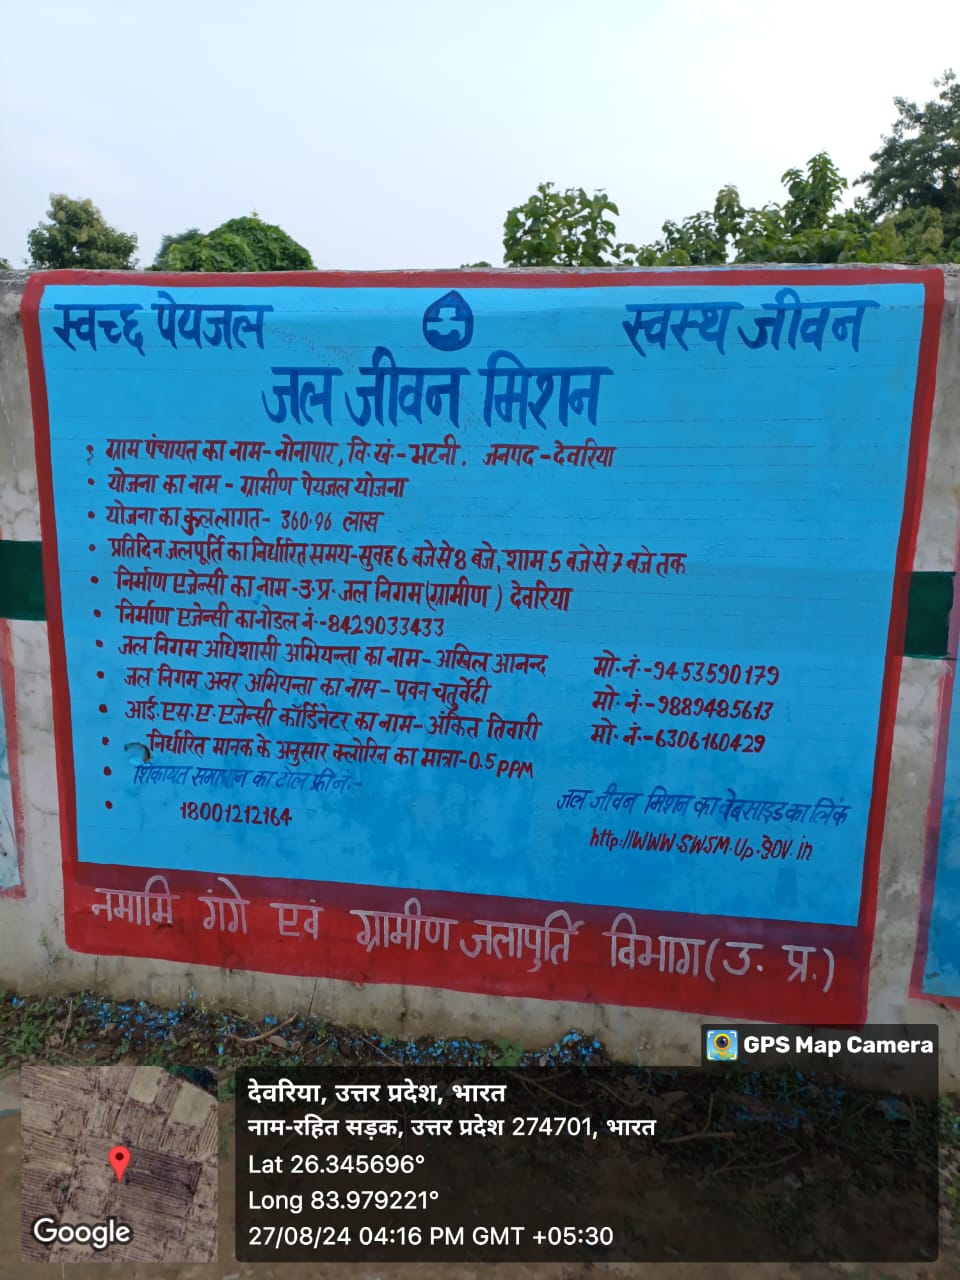 स्वच्छ पेयजल
स्वस्थ जीवन
जल जीवन मिशन
• ग्राम पंचायत का नाम-नोनापार, वि.खं.-भटनी, जनपद-देवरिया
• योजना का नाम - ग्रामीण पेयजल योजना
• योजना का कुल लागत- 360.96 लाख
• प्रतिदिन जलपूर्ति का निर्धारित समय-सुवह 6 बजे से 8 बजे, शाम 5 बजे से 7 बजे तक
• निर्माण एजेन्सी का नाम-उ.प्र.जल निगम(ग्रामीण) देवरिया
• निर्माण एजेन्सी का नोडल नं.-8429033433
• जल निगम अधिशासी अभियन्ता का नाम-अखिल आनन्द मो.नं.-9453590179
• जल निगम अवर अभियन्ता का नाम- पवन चतुर्वेदी मो.नं.-9889485613
• आई.एस.ए.एजेन्सी कॉर्डिनेटर का नाम-अंकित तिवारी मो.नं.-6306160429
• निर्धारित मानक के अनुसार क्लोरिन का मात्रा-0.5 PPM
• शिकायत समाधान का टोल फ्री नं.-
• 18001212164
जल जीवन मिशन का वेबसाइड का लिंक
http://www.swsm.up.gov.in
नमामि गंगे एवं ग्रामीण जलापुर्ति विभाग(उ. प्र.)
GPS Map Camera
देवरिया, उत्तर प्रदेश, भारत
नाम-रहित सड़क, उत्तर प्रदेश 274701, भारत
Lat 26.345696°
Long 83.979221°
27/08/24 04:16 PM GMT +05:30
Google